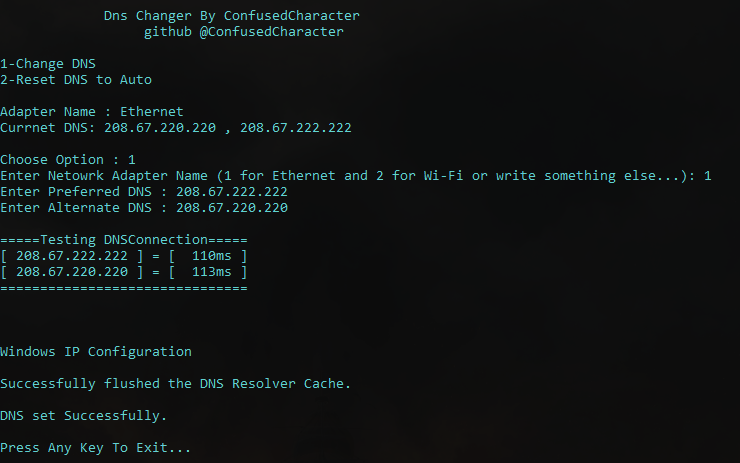 Dns Changer By ConfusedCharacter
github @ConfusedCharacter
1-Change DNS
2-Reset DNS to Auto
Adapter Name : Ethernet
Currnet DNS: 208.67.220.220 , 208.67.222.222
Choose Option : 1
Enter Netowrk Adapter Name (1 for Ethernet and 2 for Wi-Fi or write something else...): 1
Enter Preferred DNS : 208.67.222.222
Enter Alternate DNS : 208.67.220.220
=====Testing DNSConnection=====
[ 208.67.222.222 ] = [  110ms ]
[ 208.67.220.220 ] = [  113ms ]
===============================
Windows IP Configuration
Successfully flushed the DNS Resolver Cache.
DNS set Successfully.
Press Any Key To Exit...